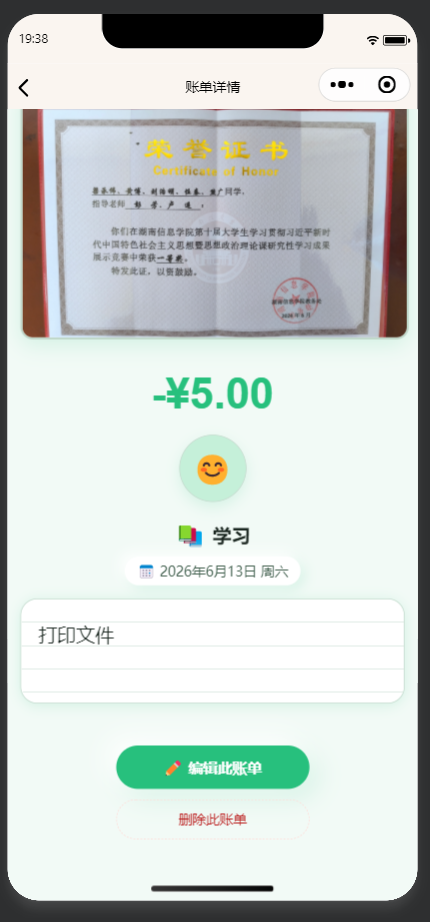 19:38
账单详情
荣誉证书
Certificate of Honor
同学:
指导老师
你们在湖南信息学院第十届大学生学习贯彻习近平新时
代中国特色社会主义思想暨思想政治理论课研究性学习成果
展示竞赛中荣获一等奖。
特发此证,以资鼓励。
-¥5.00
学习
2026年6月13日 周六
打印文件
编辑此账单
删除此账单